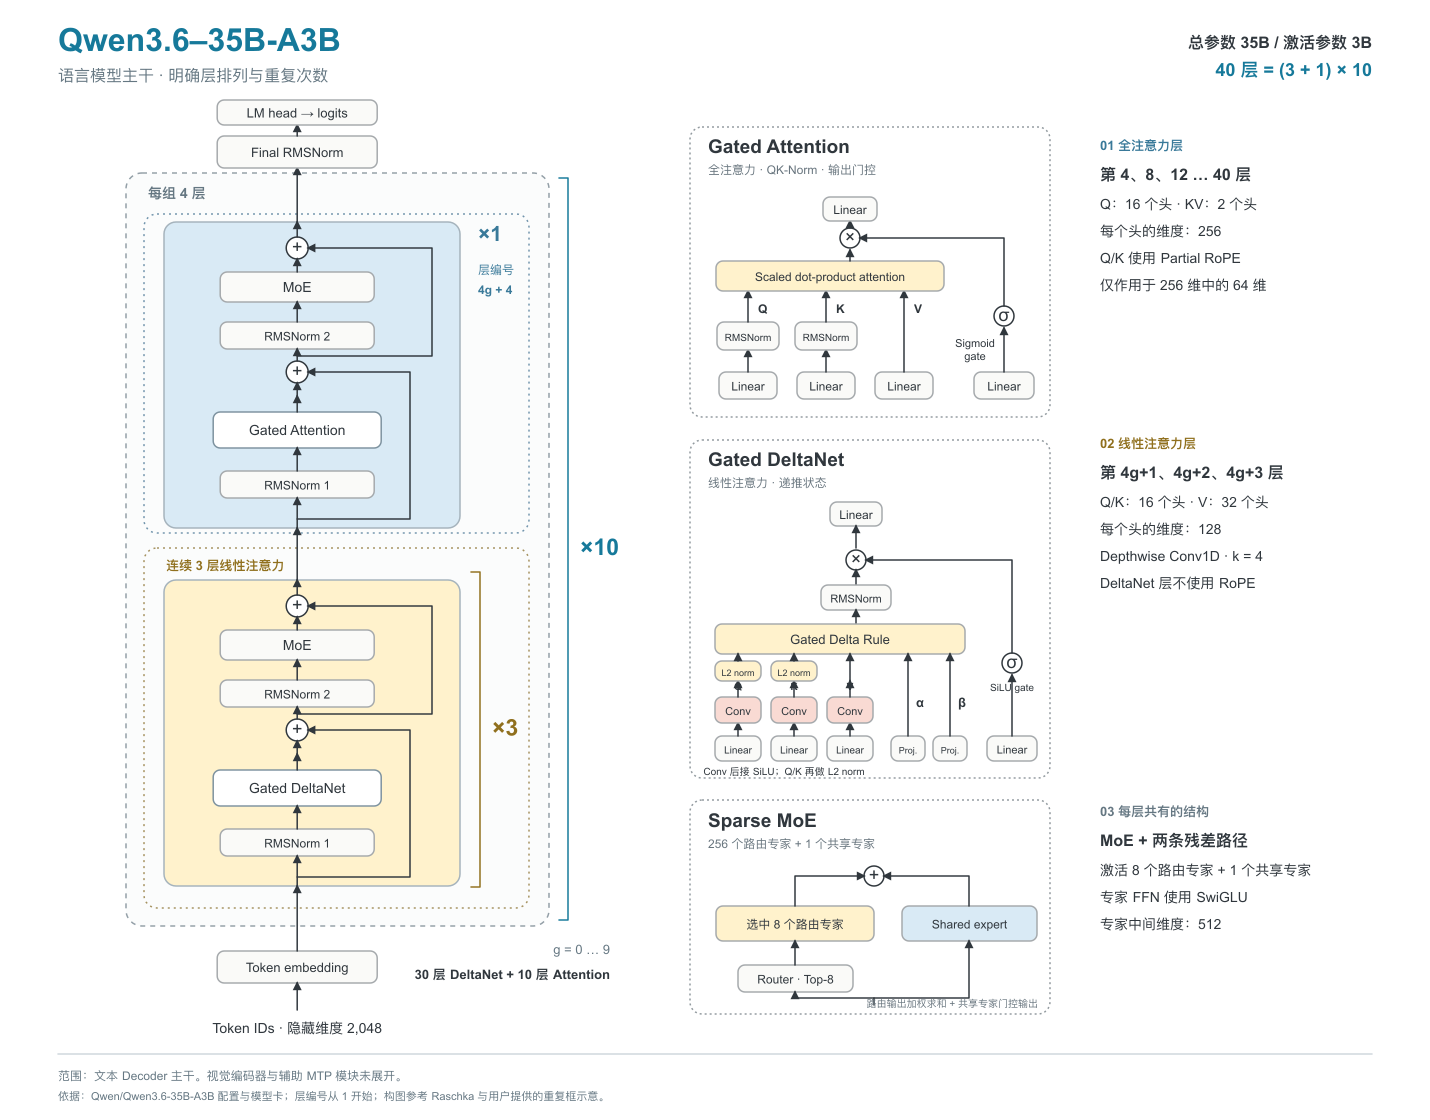 Qwen3.6–35B-A3B
语言模型主干 · 明确层排列与重复次数
总参数 35B / 激活参数 3B
40 层 = (3 + 1) × 10
LM head → logits
Final RMSNorm
每组 4 层
×1
层编号
4g + 4
+
MoE
RMSNorm 2
+
Gated Attention
RMSNorm 1
×10
连续 3 层线性注意力
+
MoE
RMSNorm 2
+
×3
Gated DeltaNet
RMSNorm 1
g = 0 … 9
30 层 DeltaNet + 10 层 Attention
Token embedding
Token IDs · 隐藏维度 2,048
Gated Attention
全注意力 · QK-Norm · 输出门控
Linear
×
Scaled dot-product attention
Q
K
V
σ
RMSNorm
RMSNorm
Sigmoid
gate
Linear
Linear
Linear
Linear
01 全注意力层
第 4、8、12 … 40 层
Q：16 个头 · KV：2 个头
每个头的维度：256
Q/K 使用 Partial RoPE
仅作用于 256 维中的 64 维
Gated DeltaNet
线性注意力 · 递推状态
Linear
×
RMSNorm
Gated Delta Rule
L2 norm
L2 norm
σ
SiLU gate
Conv
Conv
Conv
α
β
Linear
Linear
Linear
Proj.
Proj.
Linear
Conv 后接 SiLU；Q/K 再做 L2 norm
02 线性注意力层
第 4g+1、4g+2、4g+3 层
Q/K：16 个头 · V：32 个头
每个头的维度：128
Depthwise Conv1D · k = 4
DeltaNet 层不使用 RoPE
Sparse MoE
256 个路由专家 + 1 个共享专家
+
选中 8 个路由专家
Shared expert
Router · Top-8
路由输出加权求和 + 共享专家门控输出
03 每层共有的结构
MoE + 两条残差路径
激活 8 个路由专家 + 1 个共享专家
专家 FFN 使用 SwiGLU
专家中间维度：512
范围：文本 Decoder 主干。视觉编码器与辅助 MTP 模块未展开。
依据：Qwen/Qwen3.6-35B-A3B 配置与模型卡；层编号从 1 开始；构图参考 Raschka 与用户提供的重复框示意。